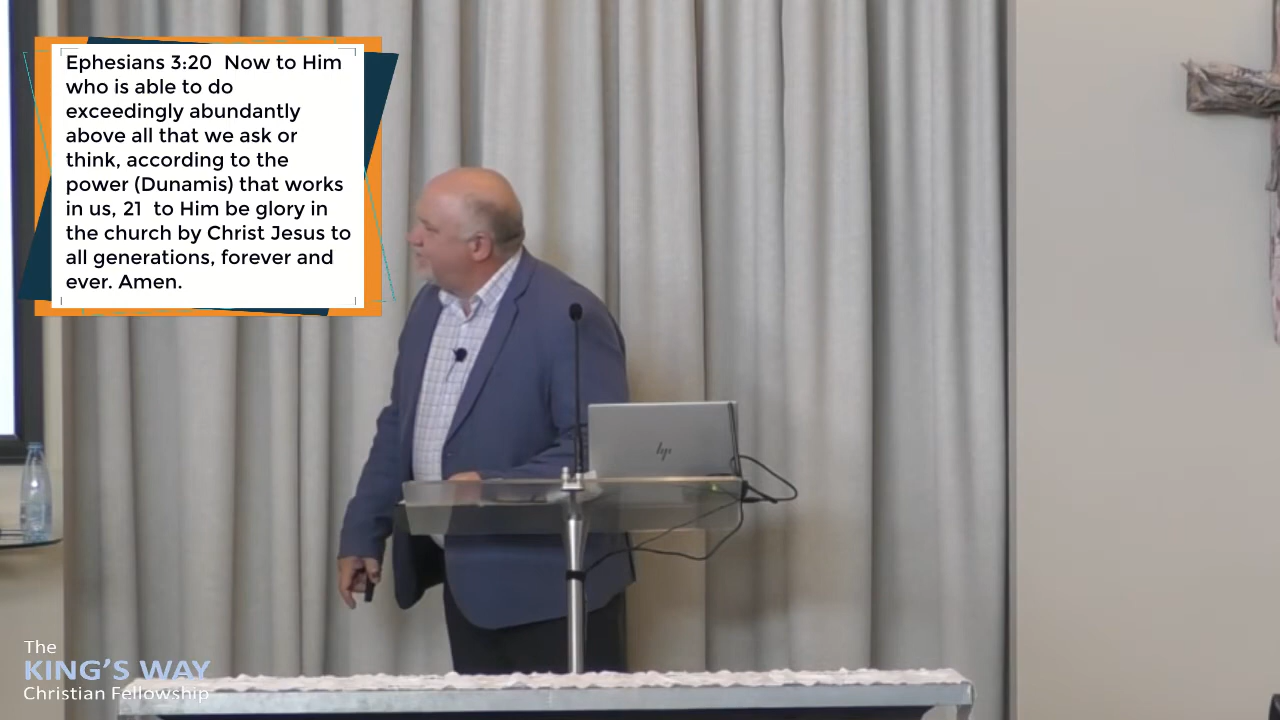 Ephesians 3:20  Now to Him
who is able to do
exceedingly abundantly
above all that we ask or
think, according to the
power (Dunamis) that works
in us, 21  to Him be glory in
the church by Christ Jesus to
all generations, forever and
ever. Amen.
hp
The
KING'S WAY
Christian Fellowship